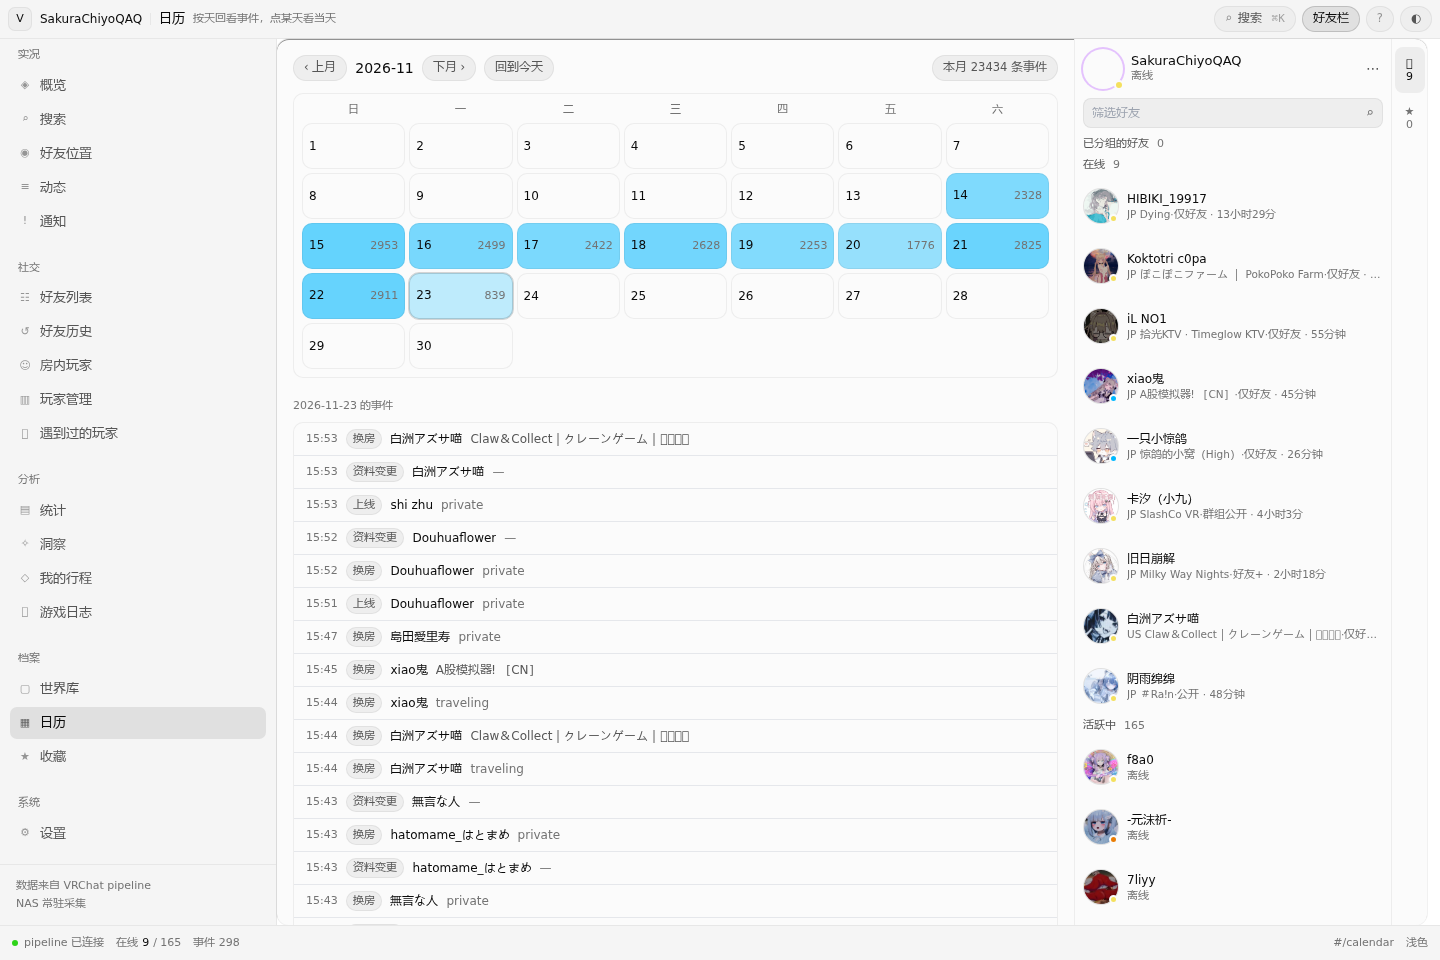 V SakuraChiyoQAQ 日历 按天回看事件，点某天看当天
搜索 ⌘K 好友栏 ?
实况
概览
搜索
好友位置
动态
通知
社交
好友列表
好友历史
房内玩家
玩家管理
遇到过的玩家
分析
统计
洞察
我的行程
游戏日志
档案
世界库
日历
收藏
系统
设置
数据来自 VRChat pipeline
NAS 常驻采集
‹ 上月 2026-11 下月 › 回到今天 本月 23434 条事件
日 一 二 三 四 五 六
1 2 3 4 5 6 7
8 9 10 11 12 13 14 2328
15 2953 16 2499 17 2422 18 2628 19 2253 20 1776 21 2825
22 2911 23 839 24 25 26 27 28
29 30
2026-11-23 的事件
15:53 换房 白洲アズサ喵 Claw＆Collect | クレーンゲーム |
15:53 资料变更 白洲アズサ喵 —
15:53 上线 shi zhu private
15:52 资料变更 Douhuaflower —
15:52 换房 Douhuaflower private
15:51 上线 Douhuaflower private
15:47 换房 島田愛里寿 private
15:45 换房 xiao鬼 A股模拟器! [CN]
15:44 换房 xiao鬼 traveling
15:44 换房 白洲アズサ喵 Claw＆Collect | クレーンゲーム |
15:44 换房 白洲アズサ喵 traveling
15:43 资料变更 無言な人 —
15:43 换房 hatomame_はとまめ private
15:43 资料变更 hatomame_はとまめ —
15:43 换房 無言な人 private
SakuraChiyoQAQ
离线
…
筛选好友
已分组的好友 0
在线 9
HIBIKI_19917
JP Dying·仅好友 · 13小时29分
Koktotri c0pa
JP ぽこぽこファーム ｜ PokoPoko Farm·仅好友 · …
iL NO1
JP 拾光KTV · Timeglow KTV·仅好友 · 55分钟
xiao鬼
JP A股模拟器! [CN] ·仅好友 · 45分钟
一只小惊鸽
JP 惊鸽的小窝（High）·仅好友 · 26分钟
卡汐（小九）
JP SlashCo VR·群组公开 · 4小时3分
旧日崩解
JP Milky Way Nights·好友+ · 2小时18分
白洲アズサ喵
US Claw＆Collect | クレーンゲーム | ·仅好…
阴雨绵绵
JP ＃Ra!n·公开 · 48分钟
活跃中 165
f8a0
离线
-元沫祈-
离线
7liyy
离线
9
★
0
pipeline 已连接 在线 9 / 165 事件 298
#/calendar 浅色